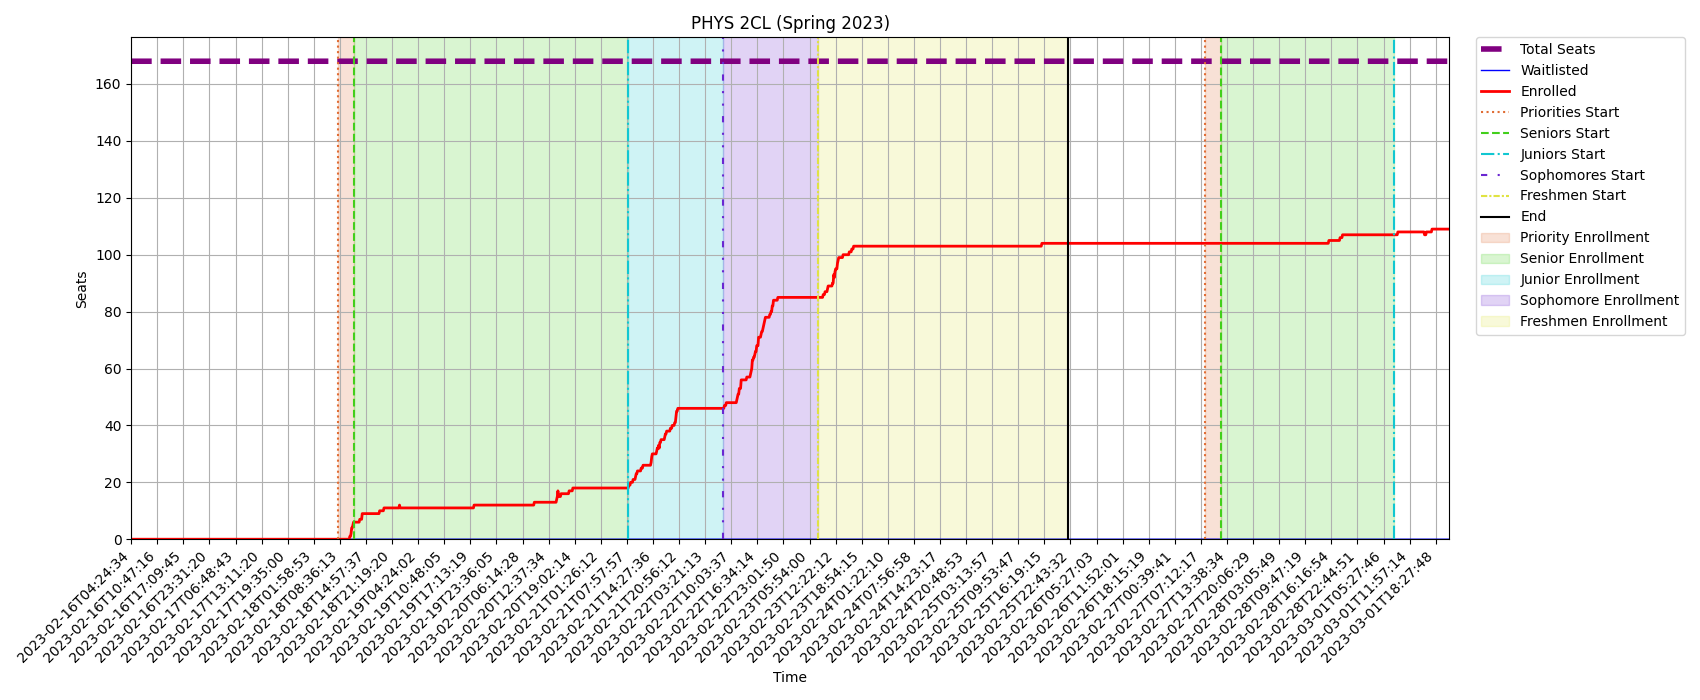 PHYS 2CL (Spring 2023)
Seats
160
140
120
100
80
60
40
20
0
2023-02-16T04:24:34
2023-02-16T10:47:16
2023-02-16T17:09:45
2023-02-16T23:31:20
2023-02-17T06:48:43
2023-02-17T13:11:20
2023-02-17T19:35:00
2023-02-18T01:58:53
2023-02-18T08:36:13
2023-02-18T14:57:37
2023-02-18T21:19:20
2023-02-19T04:24:02
2023-02-19T10:48:05
2023-02-19T17:13:19
2023-02-19T23:36:05
2023-02-20T06:14:28
2023-02-20T12:37:34
2023-02-20T19:02:14
2023-02-21T01:26:12
2023-02-21T07:57:57
2023-02-21T14:27:36
2023-02-21T20:56:12
2023-02-22T03:21:13
2023-02-22T10:03:37
2023-02-22T16:34:14
2023-02-22T23:01:50
2023-02-23T05:54:00
2023-02-23T12:22:12
2023-02-23T18:54:15
2023-02-24T01:22:10
2023-02-24T07:56:58
2023-02-24T14:23:17
2023-02-24T20:48:53
2023-02-25T03:13:57
2023-02-25T09:53:47
2023-02-25T16:19:15
2023-02-25T22:43:32
2023-02-26T05:27:03
2023-02-26T11:52:01
2023-02-26T18:15:19
2023-02-27T00:39:41
2023-02-27T07:12:17
2023-02-27T13:38:34
2023-02-27T20:06:29
2023-02-28T03:05:49
2023-02-28T09:47:19
2023-02-28T16:16:54
2023-02-28T22:44:51
2023-03-01T05:27:46
2023-03-01T11:57:14
2023-03-01T18:27:48
Time
Total Seats
Waitlisted
Enrolled
Priorities Start
Seniors Start
Juniors Start
Sophomores Start
Freshmen Start
End
Priority Enrollment
Senior Enrollment
Junior Enrollment
Sophomore Enrollment
Freshmen Enrollment